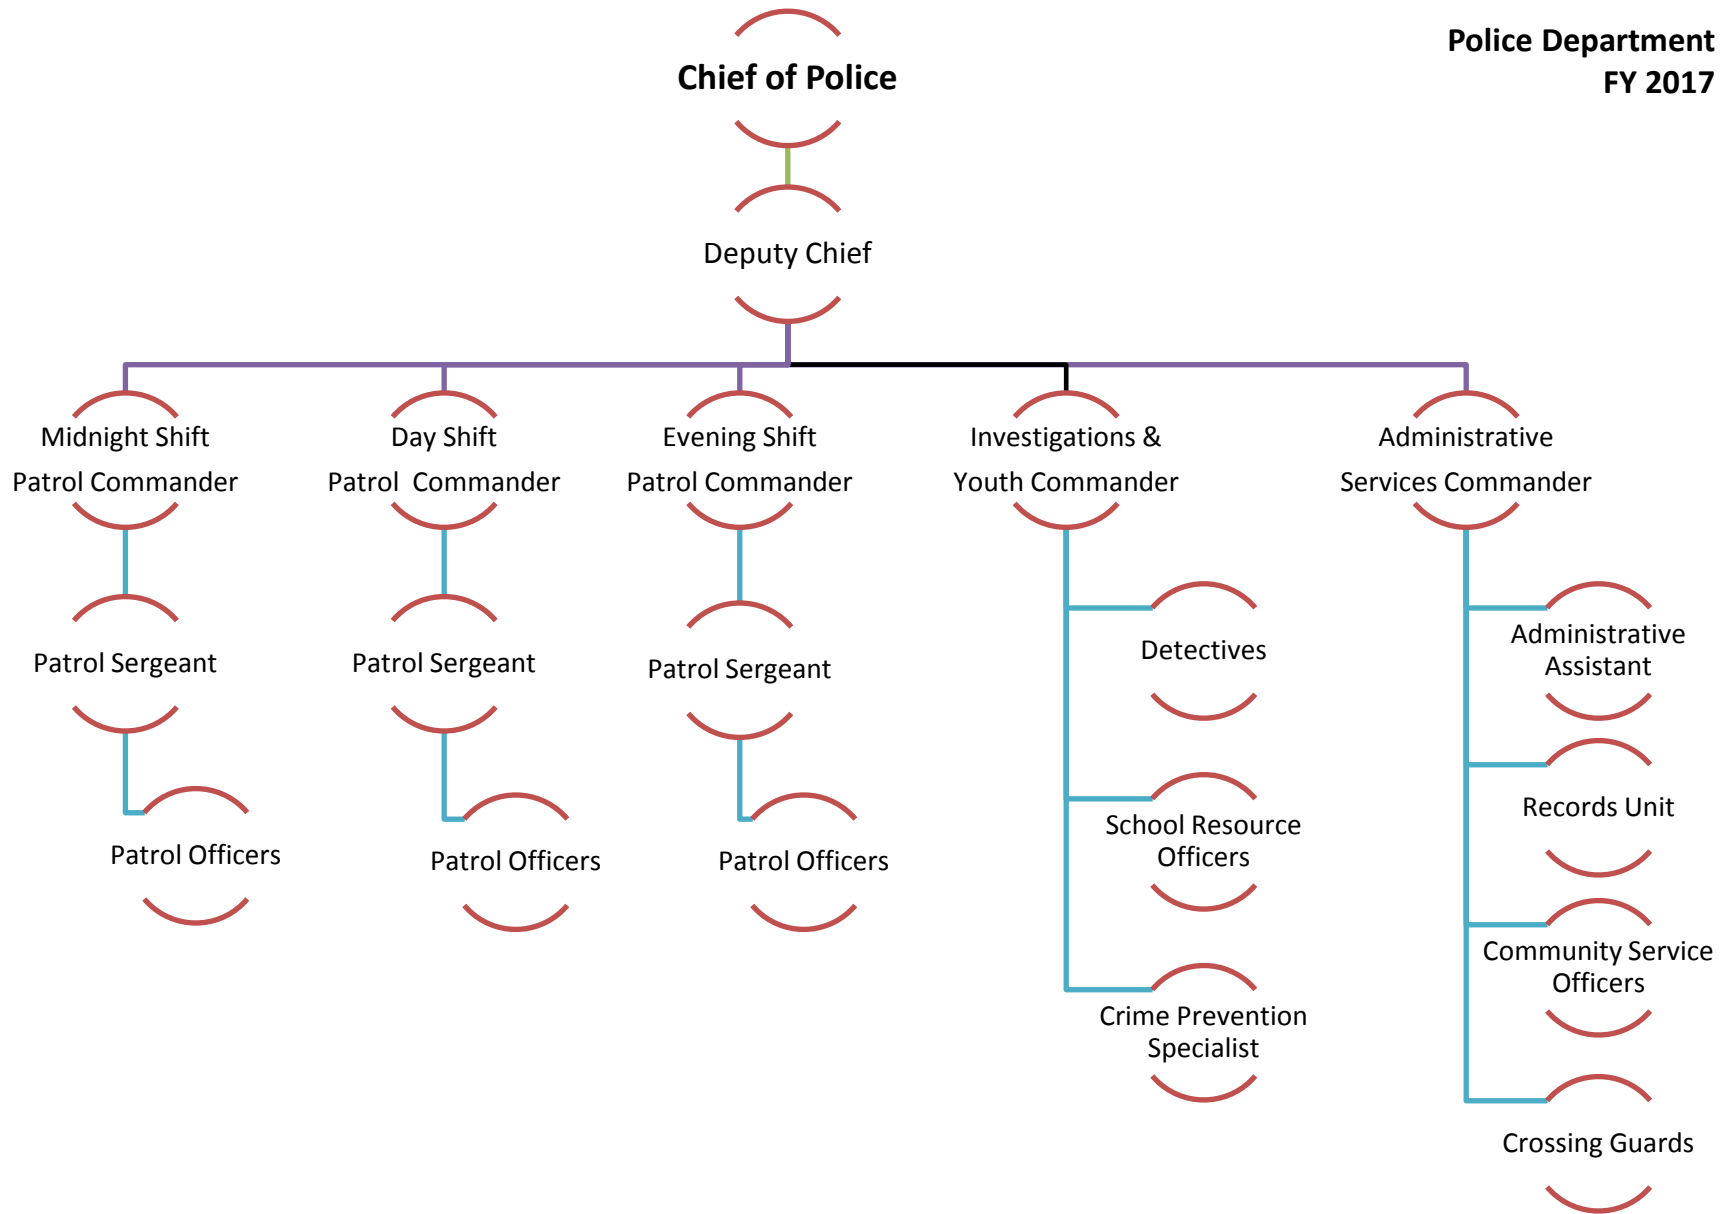 Police Department
FY 2017
Chief of Police
Deputy Chief
Midnight Shift
Patrol Commander
Day Shift
Patrol  Commander
Evening Shift
Patrol Commander
Investigations &
Youth Commander
Administrative
Services Commander
Patrol Sergeant
Patrol Officers
Patrol Sergeant
Patrol Officers
Patrol Sergeant
Patrol Officers
Detectives
School Resource
Officers
Crime Prevention
Specialist
Administrative
Assistant
Records Unit
Community Service
Officers
Crossing Guards